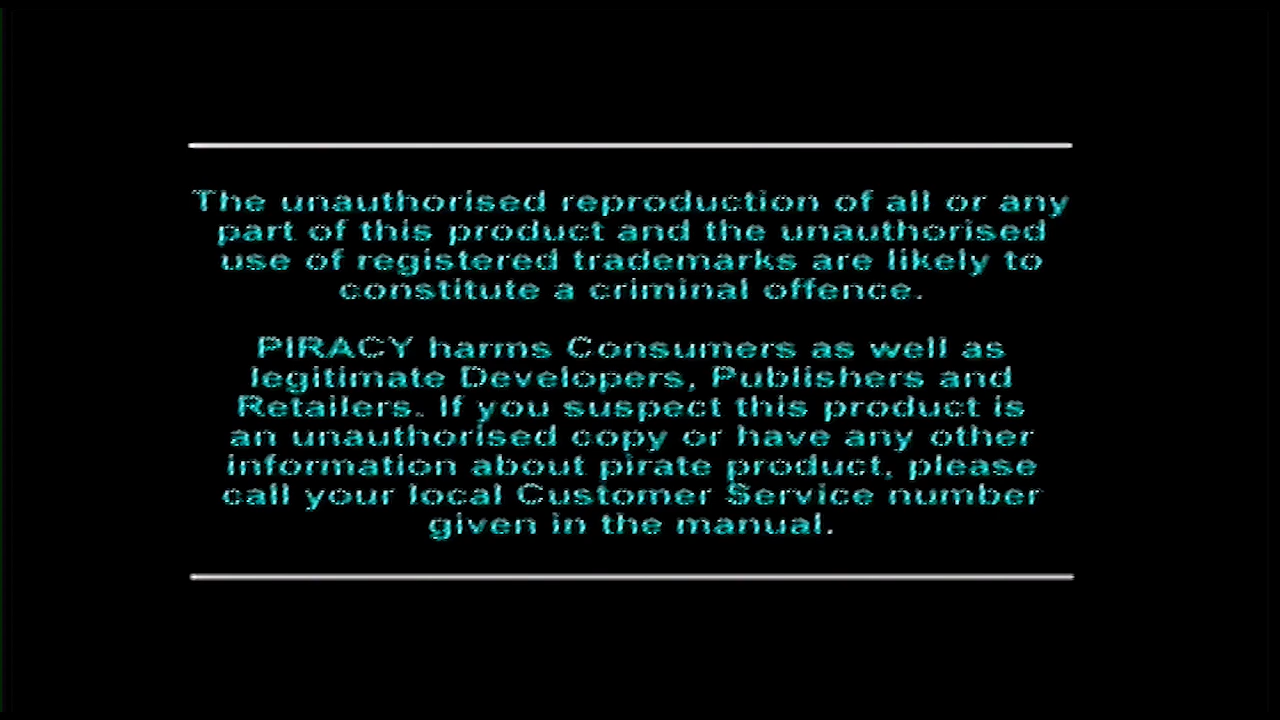 The unauthorised reproduction of all or any
part of this product and the unauthorised
use of registered trademarks are likely to
constitute a criminal offence.
PIRACY harms Consumers as well as
legitimate Developers, Publishers and
Retailers. If you suspect this product is
an unauthorised copy or have any other
information about pirate product, please
call your local Customer Service number
given in the manual.